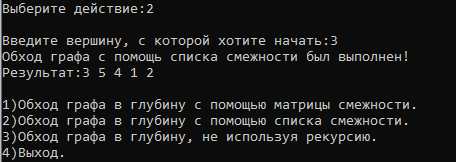 Выберите действие:2
Введите вершину, с которой хотите начать:3
Обход графа с помощь списка смежности был выполнен!
Результат:3 5 4 1 2
1)Обход графа в глубину с помощью матрицы смежности.
2)Обход графа в глубину с помощью списка смежности.
3)Обход графа в глубину, не используя рекурсию.
4)Выход.